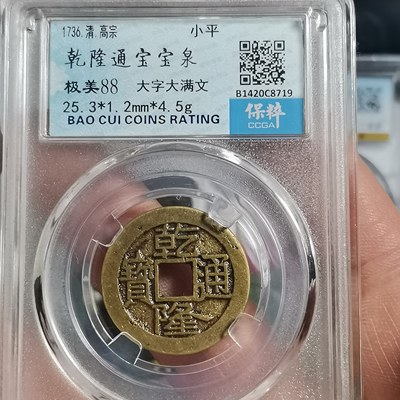 1736.清.高宗 小平
乾隆通宝宝泉
极美88 大字大满文
25.3*1.2mm*4.5g
BAO CUI COINS RATING
B1420C8719
保粹
CCGA
乾隆通寶